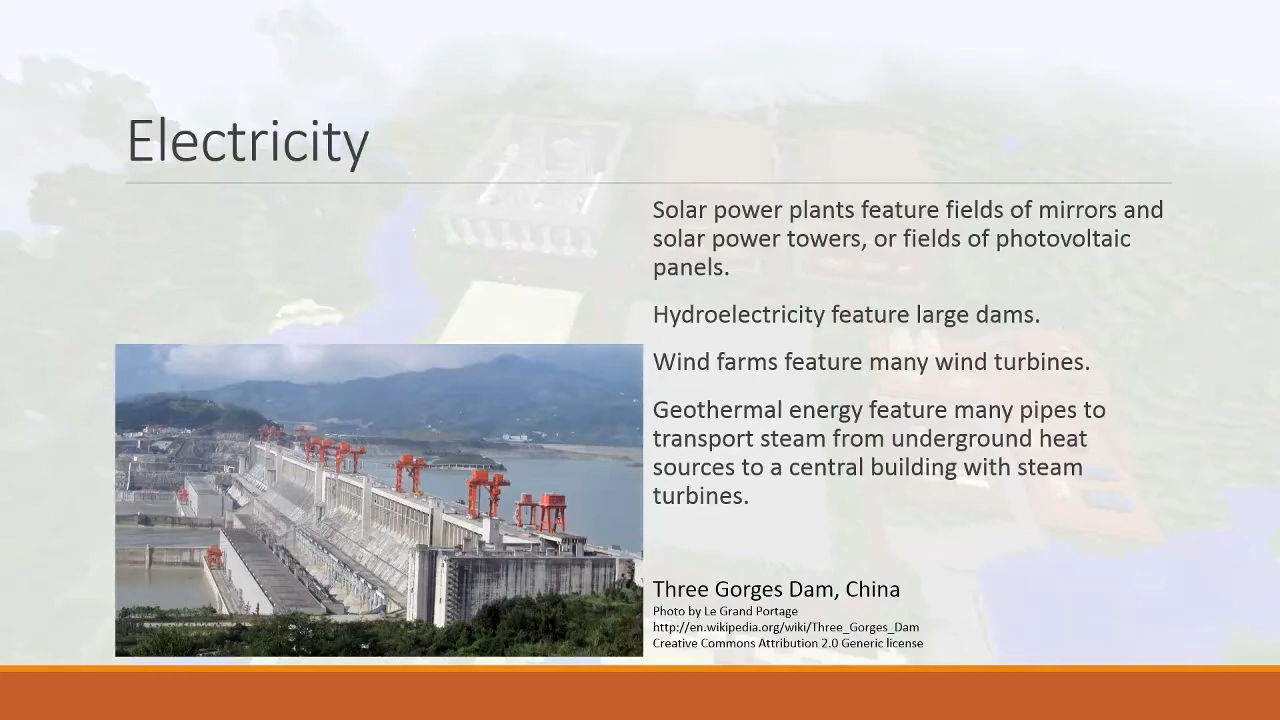 Electricity
Solar power plants feature fields of mirrors and
solar power towers, or fields of photovoltaic
panels.
Hydroelectricity feature large dams.
Wind farms feature many wind turbines.
Geothermal energy feature many pipes to
transport steam from underground heat
sources to a central building with steam
turbines.
Three Gorges Dam, China
Photo by Le Grand Portage
http://en.wikipedia.org/wiki/Three_Gorges_Dam
Creative Commons Attribution 2.0 Generic license